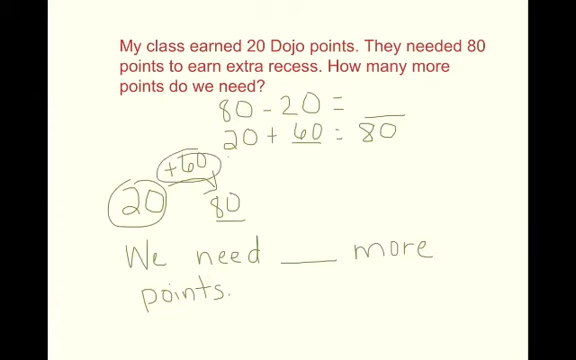 My class earned 20 Dojo points. They needed 80
points to earn extra recess. How many more
points do we need?
80 - 20 = __
20 + 60 = 80
+60
20 80
We need ___ more
points.